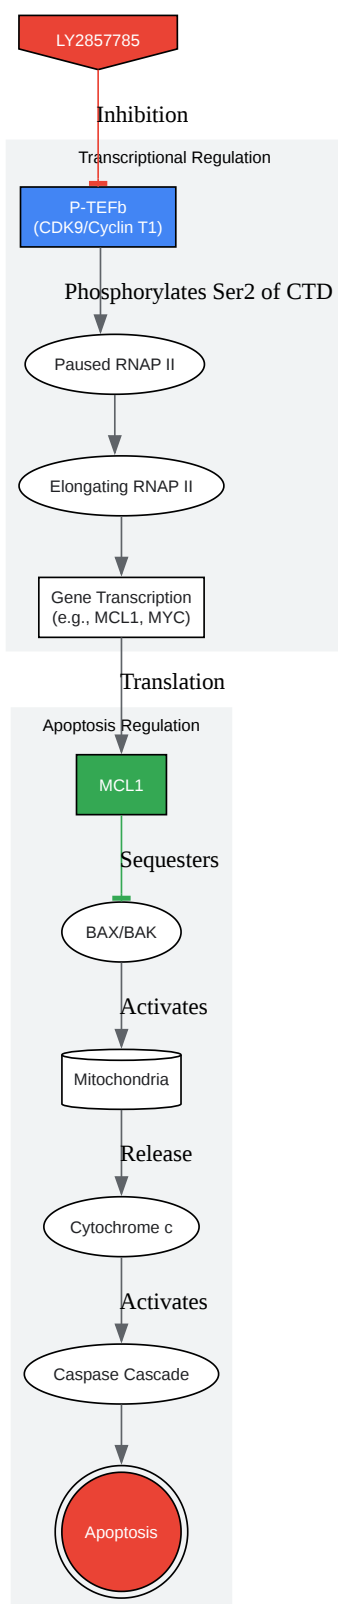 LY2857785
Inhibition
Transcriptional Regulation
P-TEFb
(CDK9/Cyclin T1)
Phosphorylates Ser2 of CTD
Paused RNAP II
Elongating RNAP II
Gene Transcription
(e.g., MCL1, MYC)
Translation
Apoptosis Regulation
MCL1
Sequesters
BAX/BAK
Activates
Mitochondria
Release
Cytochrome c
Activates
Caspase Cascade
Apoptosis